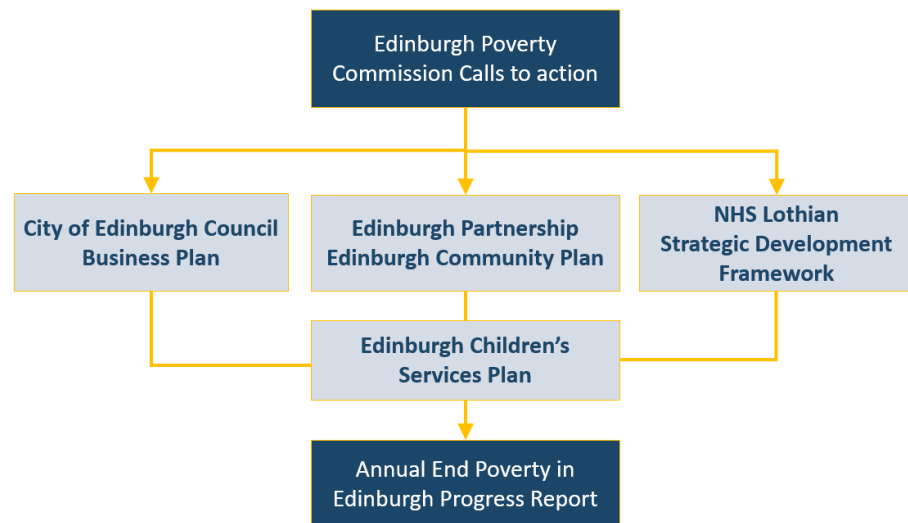 Edinburgh Poverty
Commission Calls to action
City of Edinburgh Council
Business Plan
Edinburgh Partnership
Edinburgh Community Plan
NHS Lothian
Strategic Development
Framework
Edinburgh Children’s
Services Plan
Annual End Poverty in
Edinburgh Progress Report